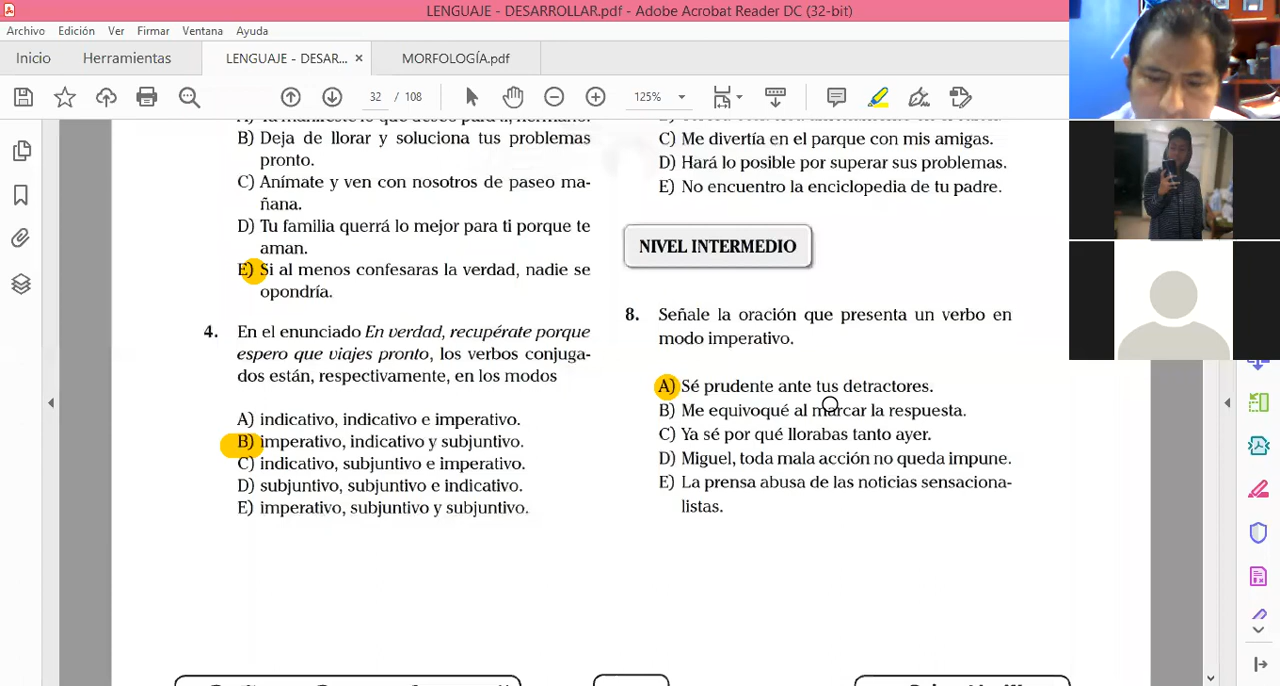 LENGUAJE - DESARROLLAR.pdf - Adobe Acrobat Reader DC (32-bit)
Archivo Edición Ver Firmar Ventana Ayuda
Inicio Herramientas LENGUAJE - DESAR... × MORFOLOGÍA.pdf
32 / 108 125%
B) Deja de llorar y soluciona tus problemas
pronto.
C) Anímate y ven con nosotros de paseo ma-
ñana.
D) Tu familia querrá lo mejor para ti porque te
aman.
E) Si al menos confesaras la verdad, nadie se
opondría.
4. En el enunciado En verdad, recupérate porque
espero que viajes pronto, los verbos conjuga-
dos están, respectivamente, en los modos
A) indicativo, indicativo e imperativo.
B) imperativo, indicativo y subjuntivo.
C) indicativo, subjuntivo e imperativo.
D) subjuntivo, subjuntivo e indicativo.
E) imperativo, subjuntivo y subjuntivo.
C) Me divertía en el parque con mis amigas.
D) Hará lo posible por superar sus problemas.
E) No encuentro la enciclopedia de tu padre.
NIVEL INTERMEDIO
8. Señale la oración que presenta un verbo en
modo imperativo.
A) Sé prudente ante tus detractores.
B) Me equivoqué al marcar la respuesta.
C) Ya sé por qué llorabas tanto ayer.
D) Miguel, toda mala acción no queda impune.
E) La prensa abusa de las noticias sensaciona-
listas.